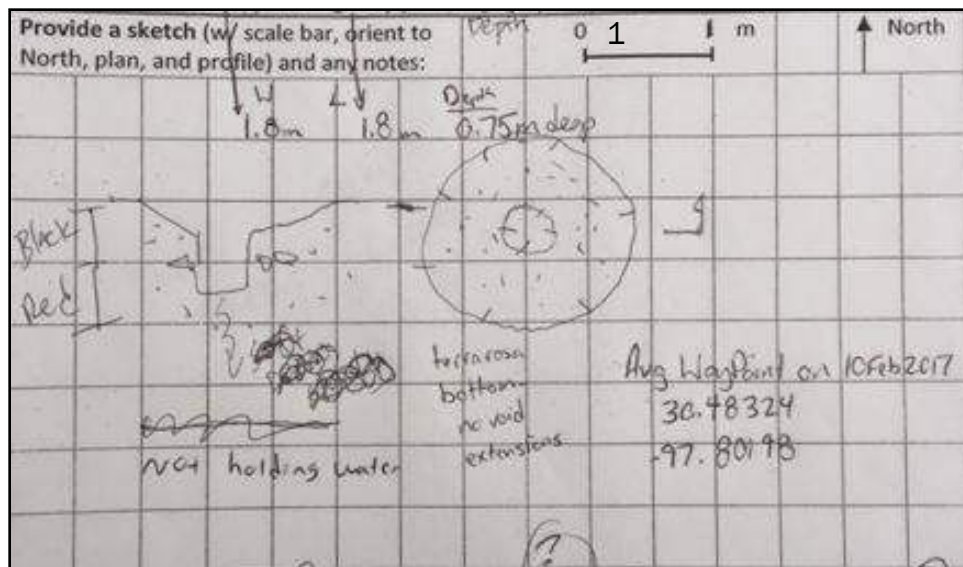 Depth
Provide a sketch (w/ scale bar, orient to North, plan, and profile) and any notes:
0 1 m
North
W L Depth
1.8m 1.8m 0.75m deep
Black
Red
terra rosa
bottom
no void
extensions
Avg WayPoint on 10Feb2017
30.48324
-97.80198
Not holding water
?